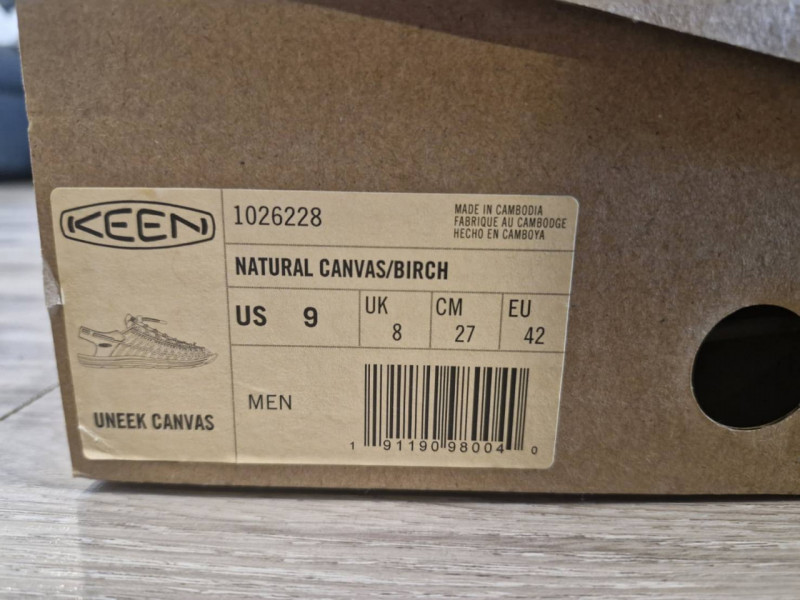 KEEN
1026228
MADE IN CAMBODIA
FABRIQUE AU CAMBODGE
HECHO EN CAMBOYA
NATURAL CANVAS/BIRCH
US 9
UK 8
CM 27
EU 42
UNEEK CANVAS
MEN
1 91190 98004 0